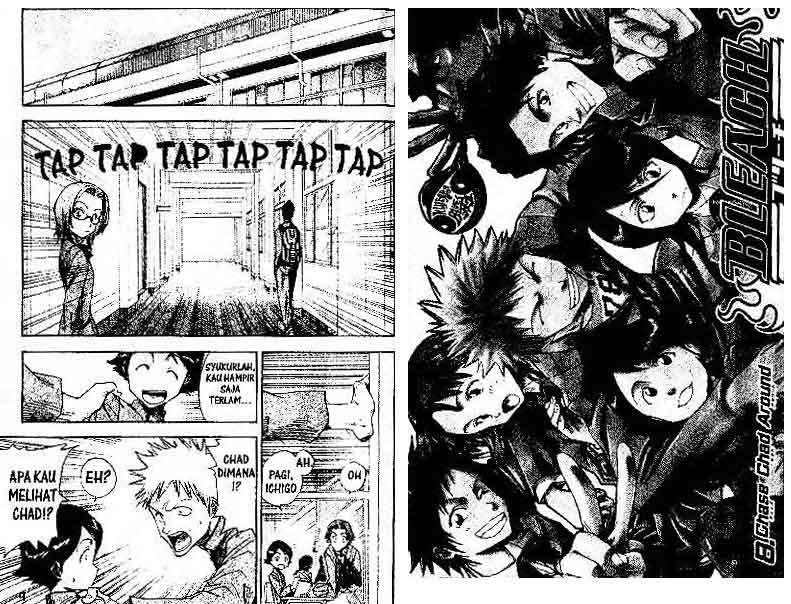 BLEACH
8. Chase Chad Around
TAP TAP TAP TAP TAP TAP
OH
AH.
PAGI,
ICHIGO
SYUKURLAH,
KAU HAMPIR
SAJA
TERLAM...
CHAD
DIMANA
!?
EH?
APA KAU
MELIHAT
CHAD!?